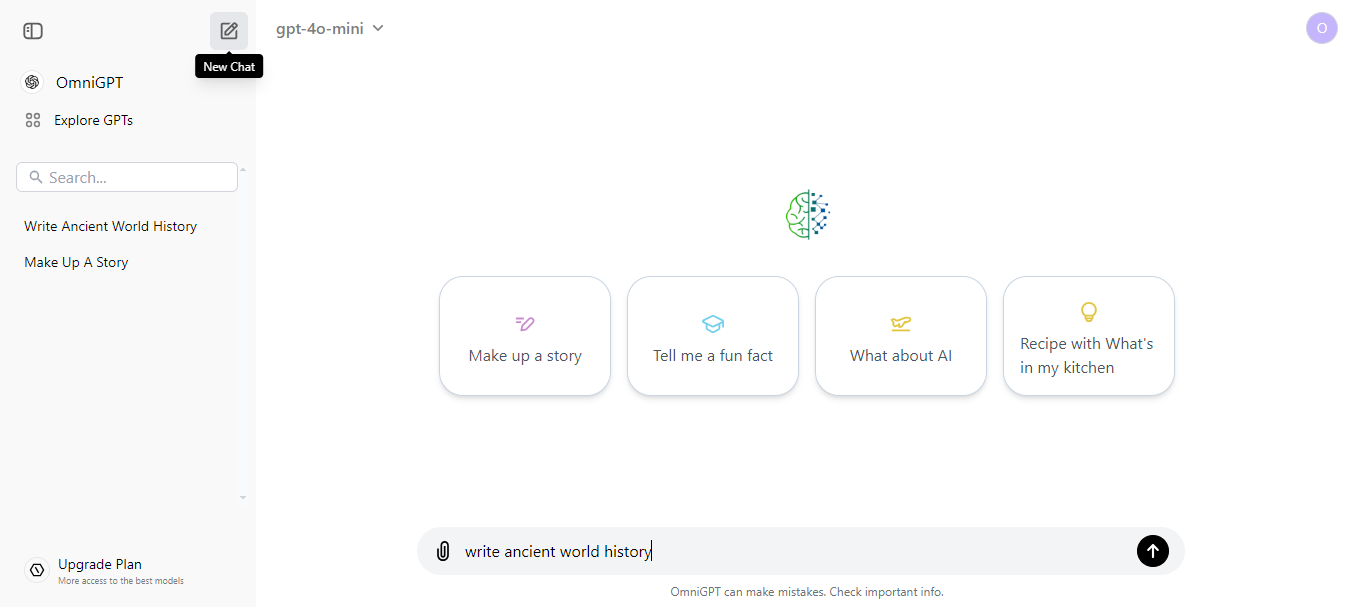 gpt-4o-mini
O
New Chat
OmniGPT
Explore GPTs
Search...
Write Ancient World History
Make Up A Story
Make up a story
Tell me a fun fact
What about AI
Recipe with What's
in my kitchen
write ancient world history
OmniGPT can make mistakes. Check important info.
Upgrade Plan
More access to the best models